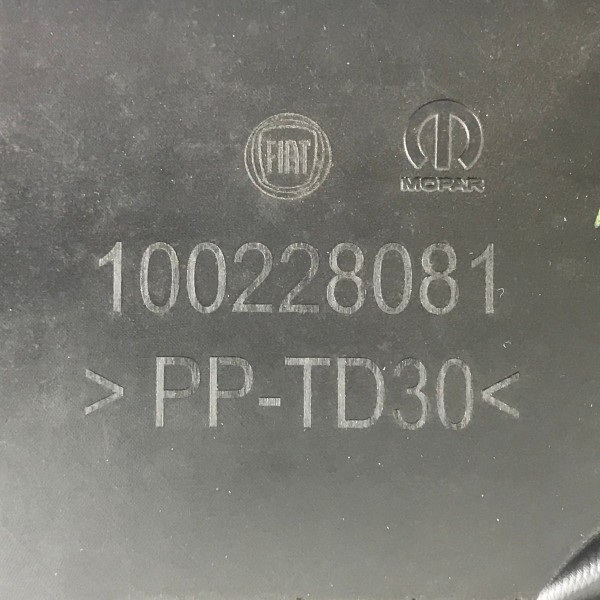 FIAT MOPAR
100228081
> PP-TD30<